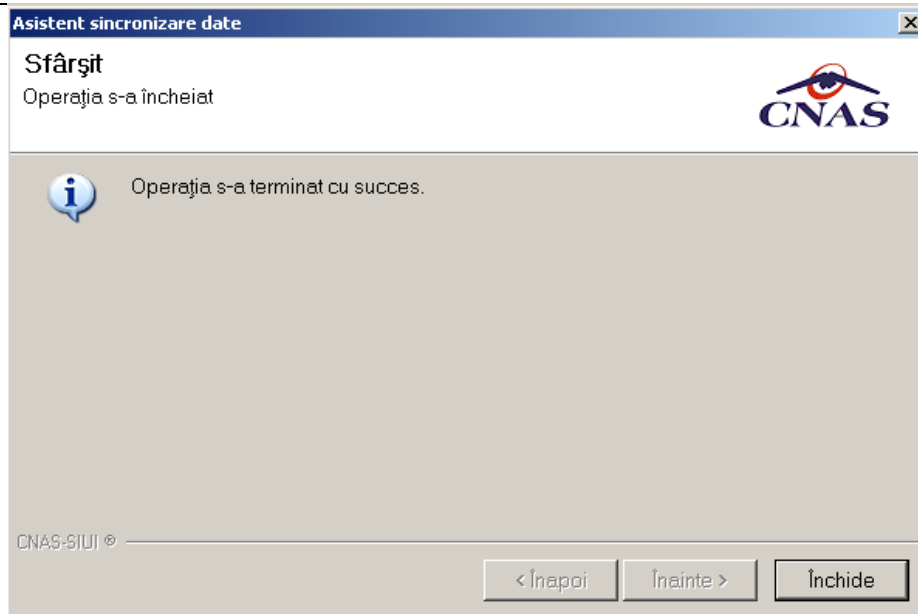 Asistent sincronizare date
Sfârşit
Operaţia s-a încheiat
CNAS
Operaţia s-a terminat cu succes.
CNAS-SIUI ®
< Înapoi
Înainte >
Închide